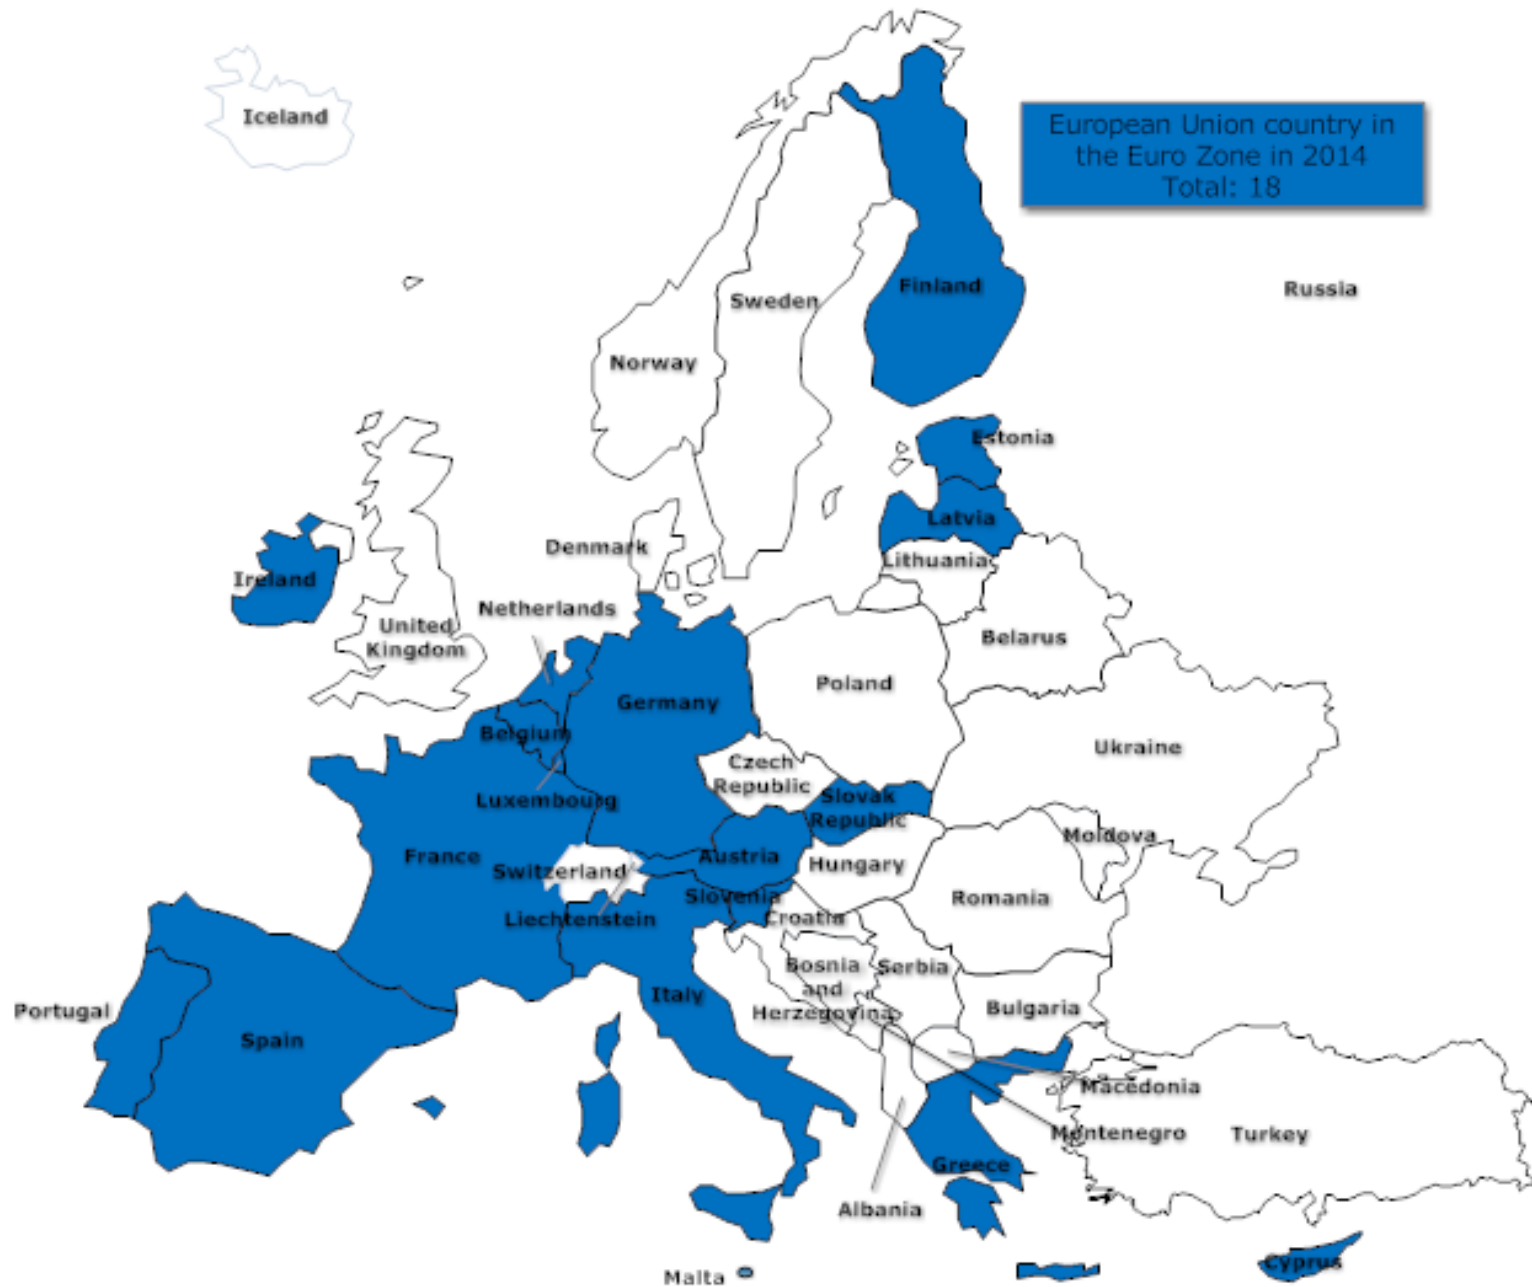 Iceland
European Union country in
the Euro Zone in 2014
Total: 18
Finland
Russia
Sweden
Norway
Estonia
Latvia
Denmark
Lithuania
Ireland
Netherlands
United
Kingdom
Belarus
Poland
Germany
Belgium
Ukraine
Czech
Republic
Luxembourg
Slovak
Republic
Moldova
France
Austria
Hungary
Switzerland
Slovenia
Romania
Liechtenstein
Croatia
Bosnia
and
Herzegovina
Serbia
Italy
Bulgaria
Portugal
Spain
Macedonia
Montenegro
Turkey
Greece
Albania
Cyprus
Malta